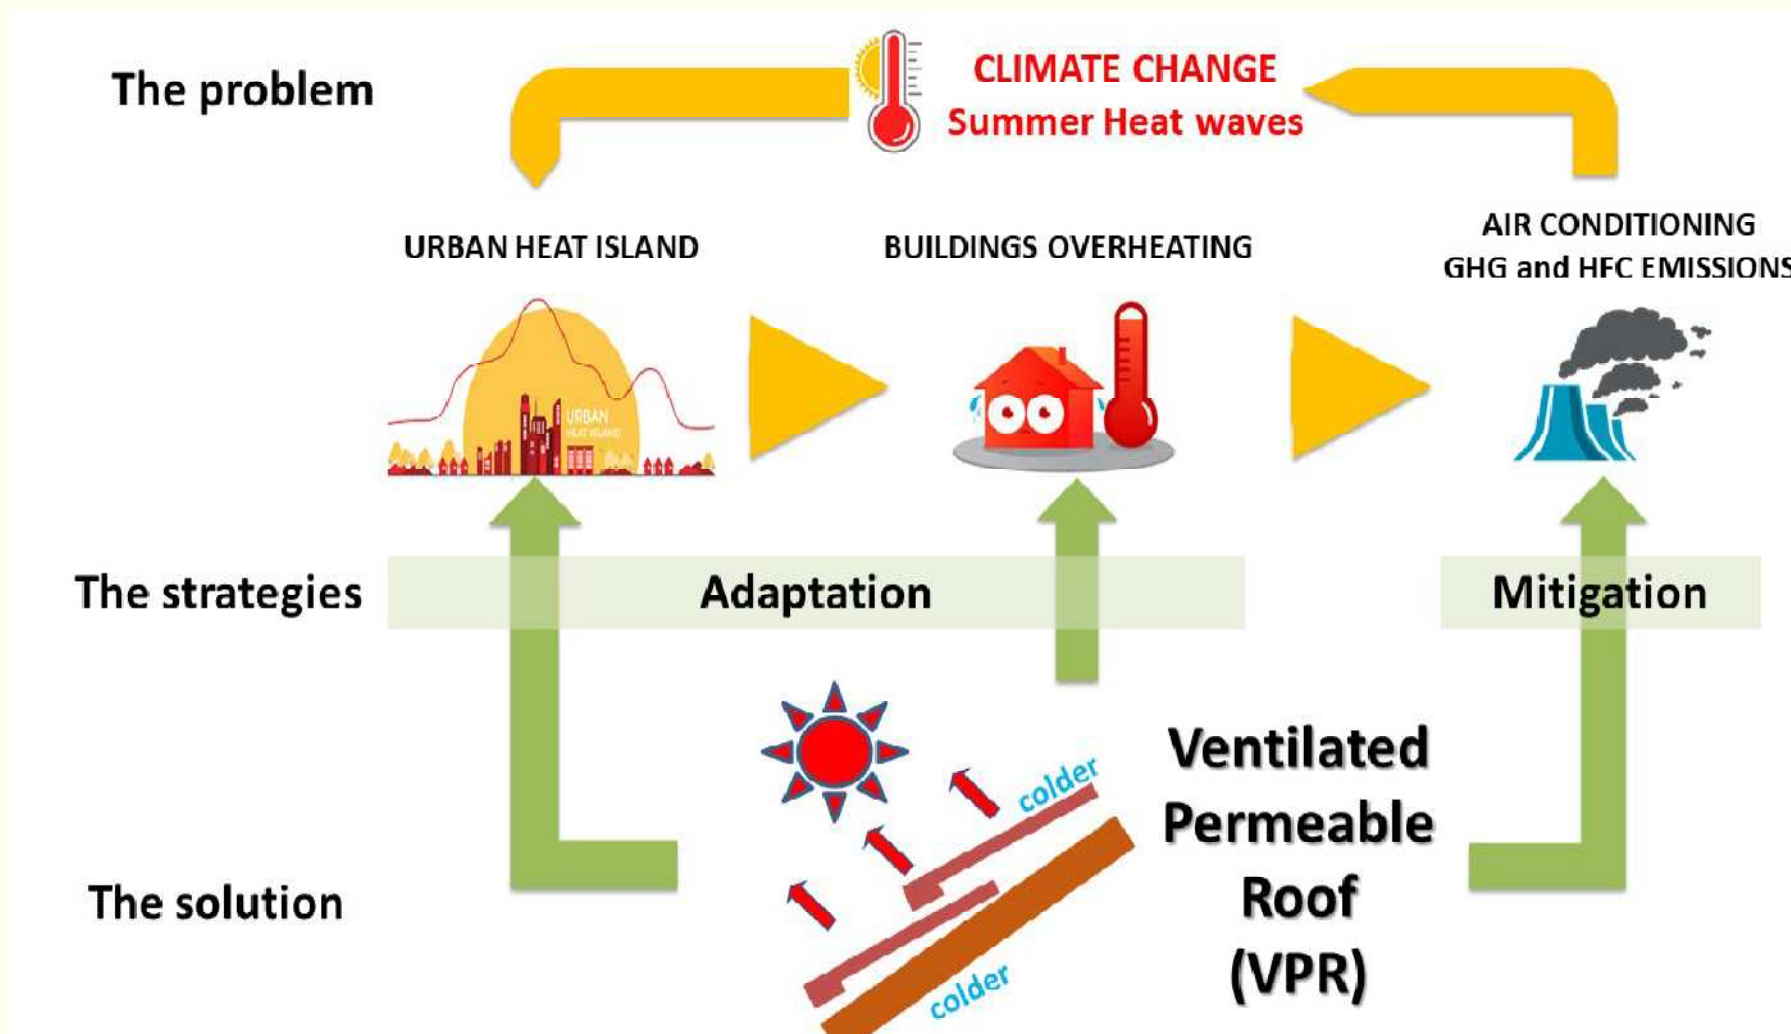 The problem
CLIMATE CHANGE
Summer Heat waves
URBAN HEAT ISLAND
BUILDINGS OVERHEATING
AIR CONDITIONING
GHG and HFC EMISSIONS
URBAN
HEAT ISLAND
The strategies
Adaptation
Mitigation
The solution
colder
colder
Ventilated
Permeable
Roof
(VPR)